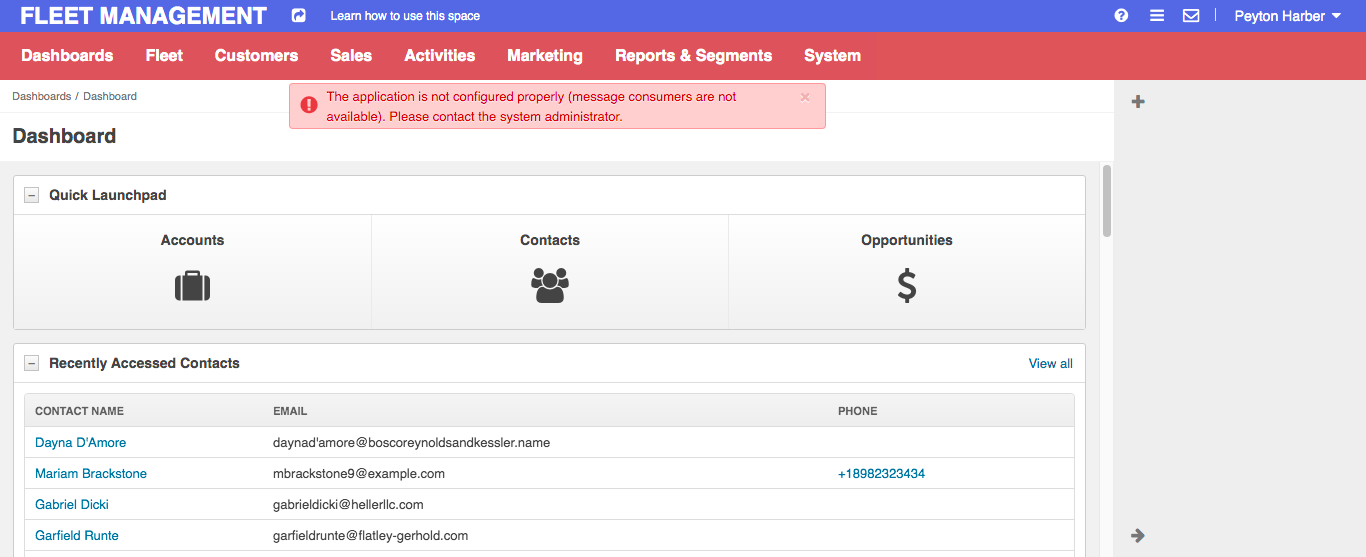 FLEET MANAGEMENT Learn how to use this space Peyton Harber
Dashboards Fleet Customers Sales Activities Marketing Reports & Segments System
Dashboards / Dashboard
The application is not configured properly (message consumers are not
available). Please contact the system administrator.
Dashboard
Quick Launchpad
Accounts Contacts Opportunities
Recently Accessed Contacts View all
CONTACT NAME EMAIL PHONE
Dayna D'Amore daynad'amore@boscoreynoldsandkessler.name
Mariam Brackstone mbrackstone9@example.com +18982323434
Gabriel Dicki gabrieldicki@hellerllc.com
Garfield Runte garfieldrunte@flatley-gerhold.com